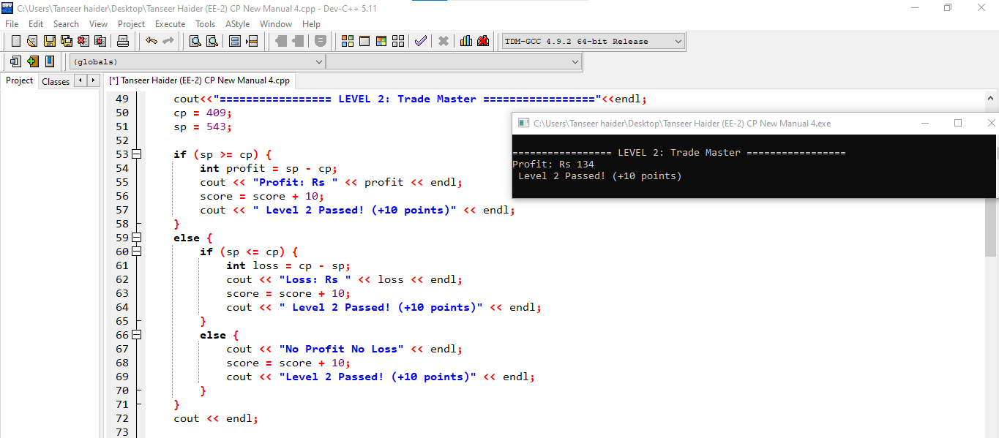 C:\Users\Tanseer haider\Desktop\Tanseer Haider (EE-2) CP New Manual 4.cpp - Dev-C++ 5.11
File Edit Search View Project Execute Tools AStyle Window Help
TDM-GCC 4.9.2 64-bit Release
(globals)
Project Classes [*] Tanseer Haider (EE-2) CP New Manual 4.cpp
49 cout<<"================= LEVEL 2: Trade Master ================="<<endl;
50 cp = 409;
51 sp = 543;
52
53 if (sp >= cp) {
54 int profit = sp - cp;
55 cout << "Profit: Rs " << profit << endl;
56 score = score + 10;
57 cout << " Level 2 Passed! (+10 points)" << endl;
58 }
59 else {
60 if (sp <= cp) {
61 int loss = cp - sp;
62 cout << "Loss: Rs " << loss << endl;
63 score = score + 10;
64 cout << " Level 2 Passed! (+10 points)" << endl;
65 }
66 else {
67 cout << "No Profit No Loss" << endl;
68 score = score + 10;
69 cout << "Level 2 Passed! (+10 points)" << endl;
70 }
71 }
72 cout << endl;
73
C:\Users\Tanseer haider\Desktop\Tanseer Haider (EE-2) CP New Manual 4.exe
================= LEVEL 2: Trade Master =================
Profit: Rs 134
Level 2 Passed! (+10 points)